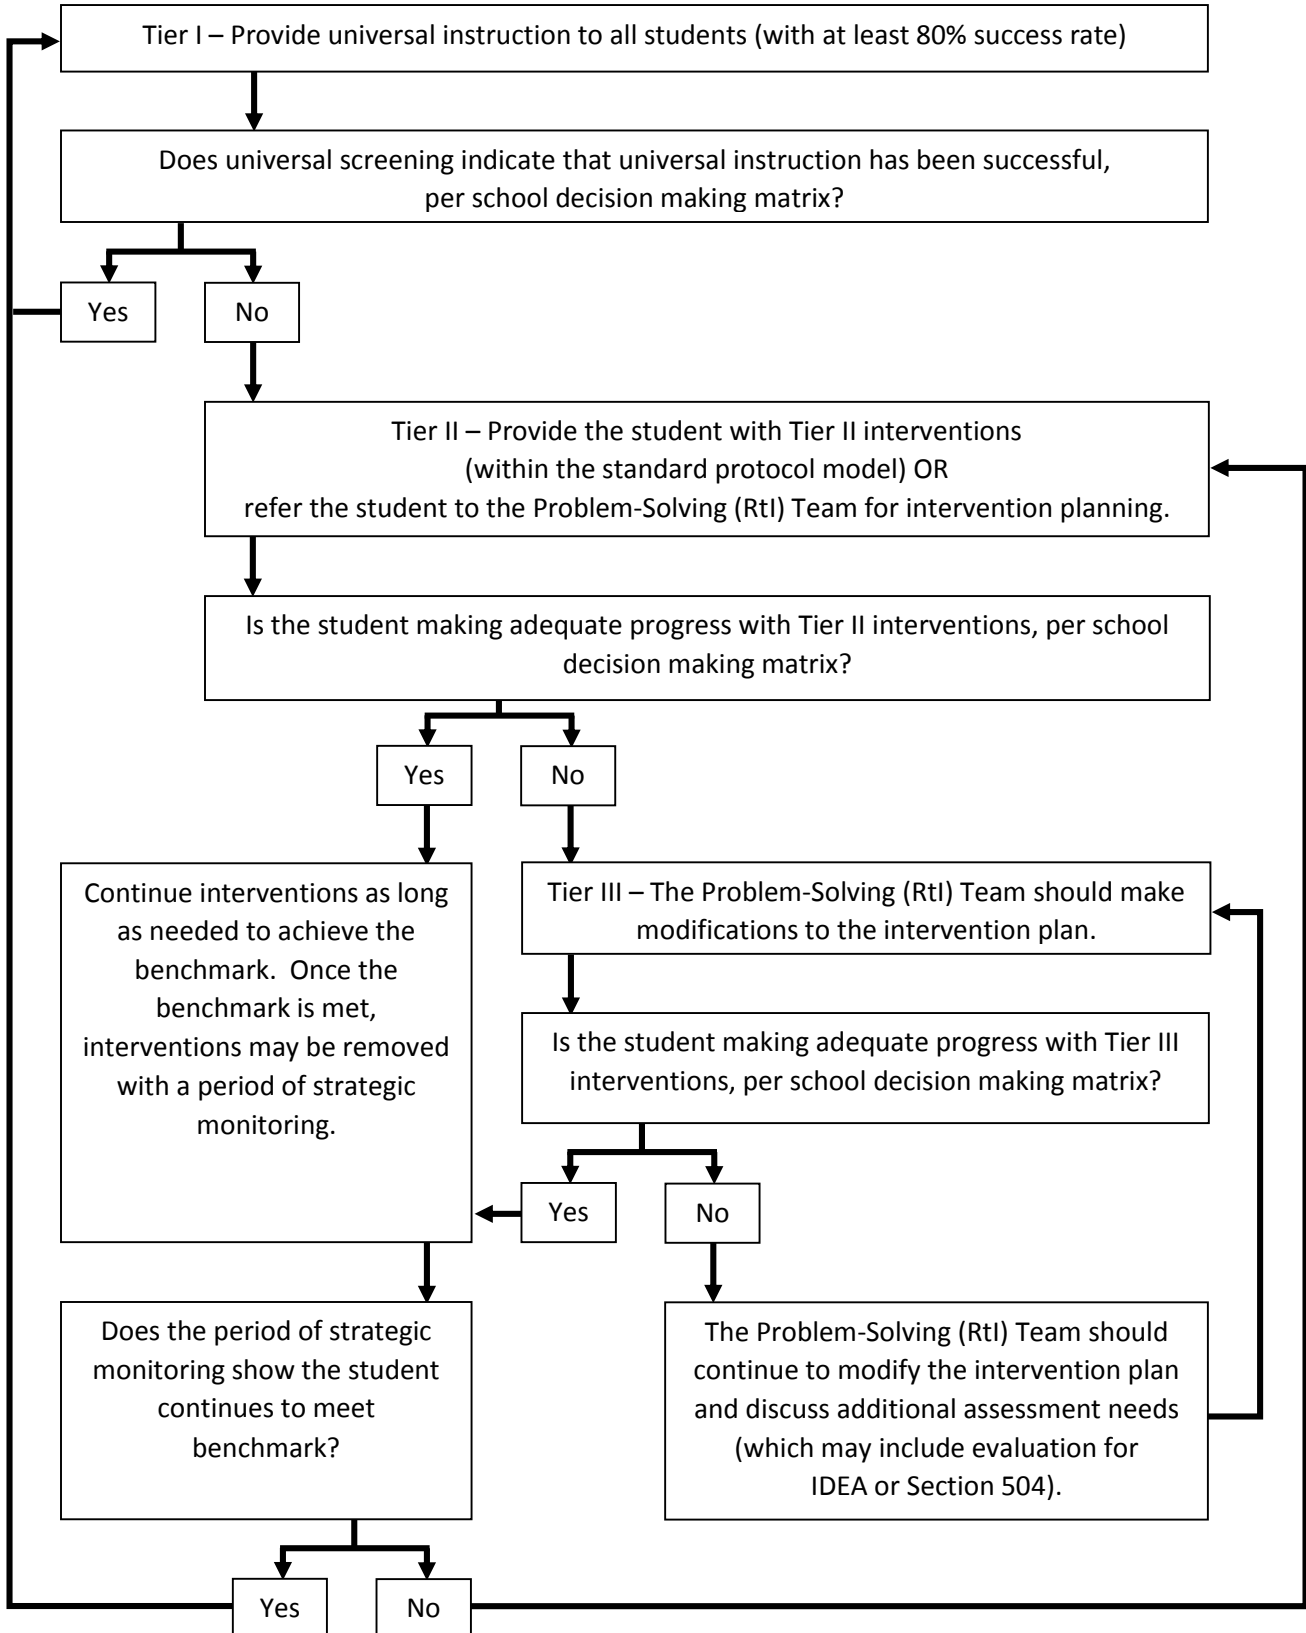 Tier I – Provide universal instruction to all students (with at least 80% success rate)
Does universal screening indicate that universal instruction has been successful,
per school decision making matrix?
Yes
No
Tier II – Provide the student with Tier II interventions
(within the standard protocol model) OR
refer the student to the Problem-Solving (RtI) Team for intervention planning.
Is the student making adequate progress with Tier II interventions, per school
decision making matrix?
Yes
No
Continue interventions as long
as needed to achieve the
benchmark.  Once the
benchmark is met,
interventions may be removed
with a period of strategic
monitoring.
Tier III – The Problem-Solving (RtI) Team should make
modifications to the intervention plan.
Is the student making adequate progress with Tier III
interventions, per school decision making matrix?
Yes
No
Does the period of strategic
monitoring show the student
continues to meet
benchmark?
The Problem-Solving (RtI) Team should
continue to modify the intervention plan
and discuss additional assessment needs
(which may include evaluation for
IDEA or Section 504).
Yes
No